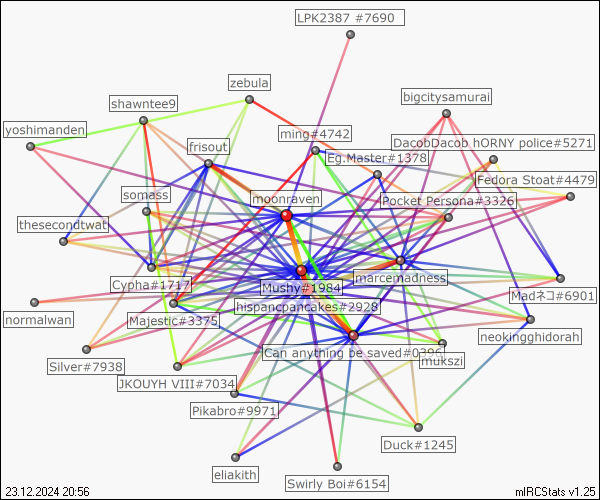 LPK2387 #7690
zebula
bigcitysamurai
shawntee9
yoshimanden
ming#4742
frisout
DacobDacob hORNY police#5271
Eg.Master#1378
Fedora Stoat#4479
somass
moonraven
Pocket Persona#3326
thesecondtwat
Cypha#1717
marcemadness
Mushy#1984
Madネコ#6901
hispancpancakes#2928
normalwan
Majestic#3375
neokingghidorah
Can anything be saved#0396
mukszi
Silver#7938
JKOUYH VIII#7034
Pikabro#9971
Duck#1245
eliakith
Swirly Boi#6154
23.12.2024 20:56
mIRCStats v1.25